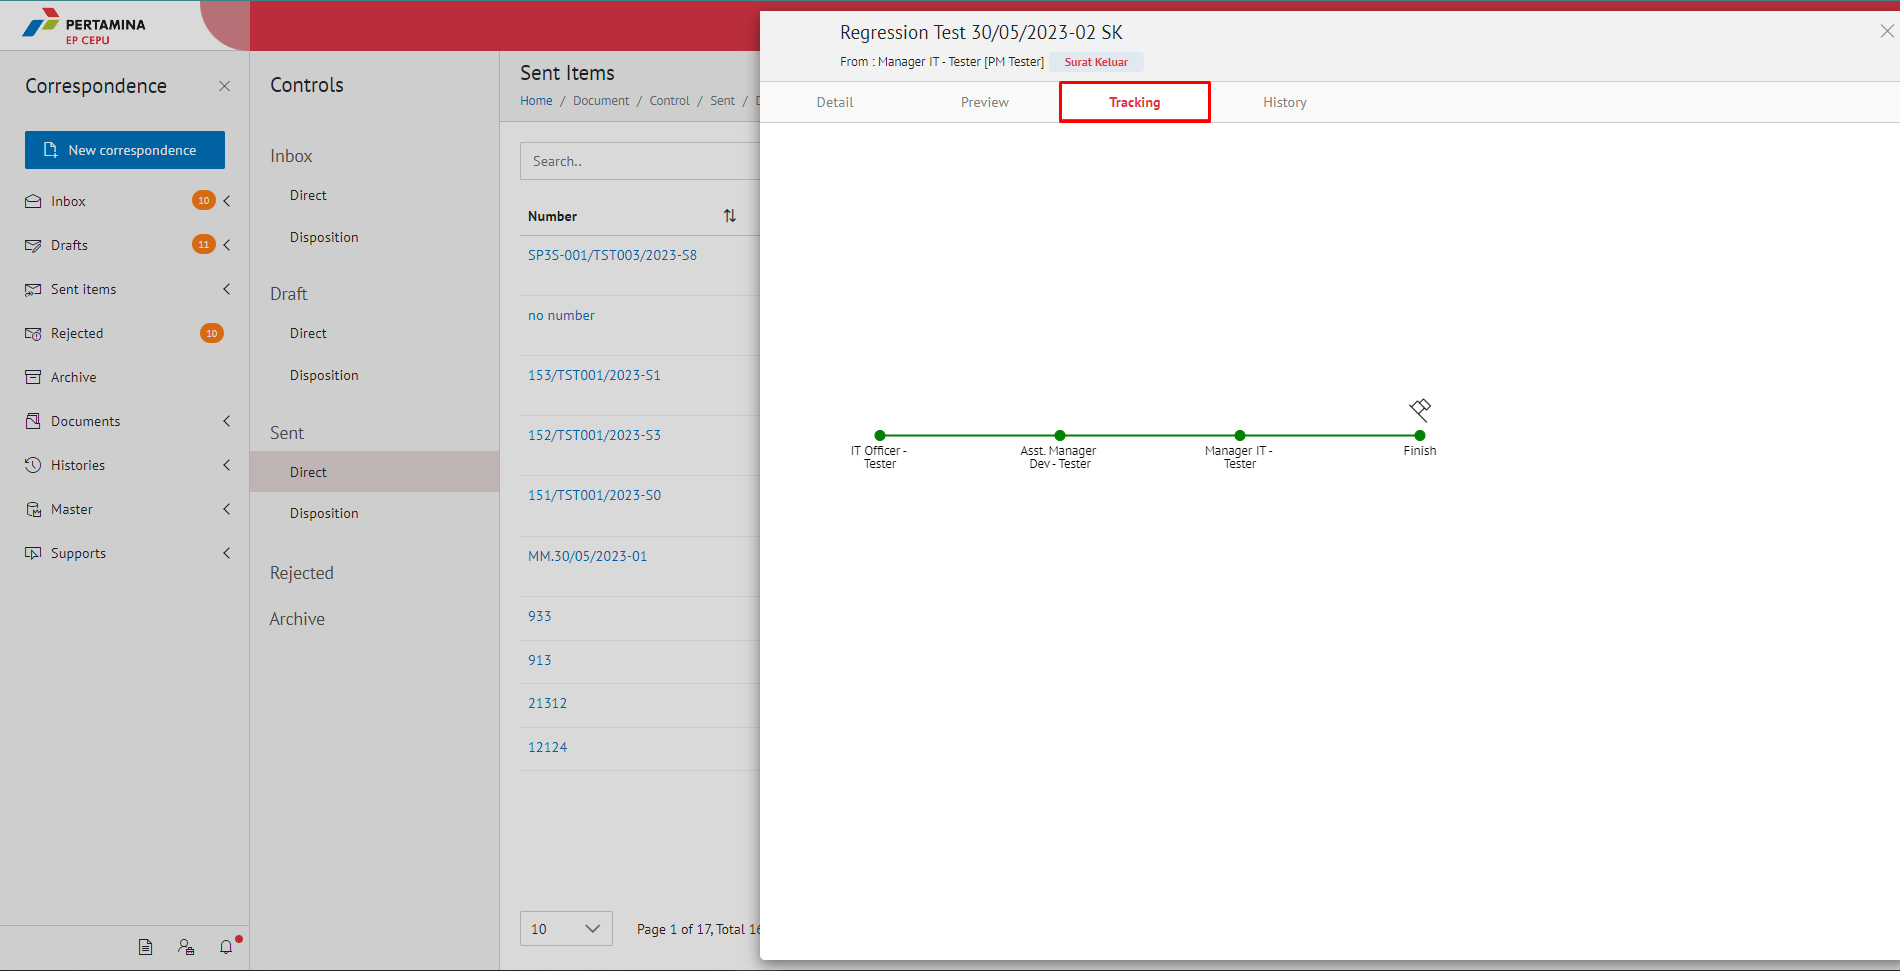 PERTAMINA
EP CEPU
Correspondence
New correspondence
Inbox 10
Drafts 11
Sent items
Rejected 10
Archive
Documents
Histories
Master
Supports
Controls
Inbox
Direct
Disposition
Draft
Direct
Disposition
Sent
Direct
Disposition
Rejected
Archive
Sent Items
Home / Document / Control / Sent /
Search..
Number
SP3S-001/TST003/2023-S8
no number
153/TST001/2023-S1
152/TST001/2023-S3
151/TST001/2023-S0
MM.30/05/2023-01
933
913
21312
12124
10
Page 1 of 17, Total
Regression Test 30/05/2023-02 SK
From : Manager IT - Tester [PM Tester] Surat Keluar
Detail Preview Tracking History
IT Officer -
Tester
Asst. Manager
Dev - Tester
Manager IT -
Tester
Finish